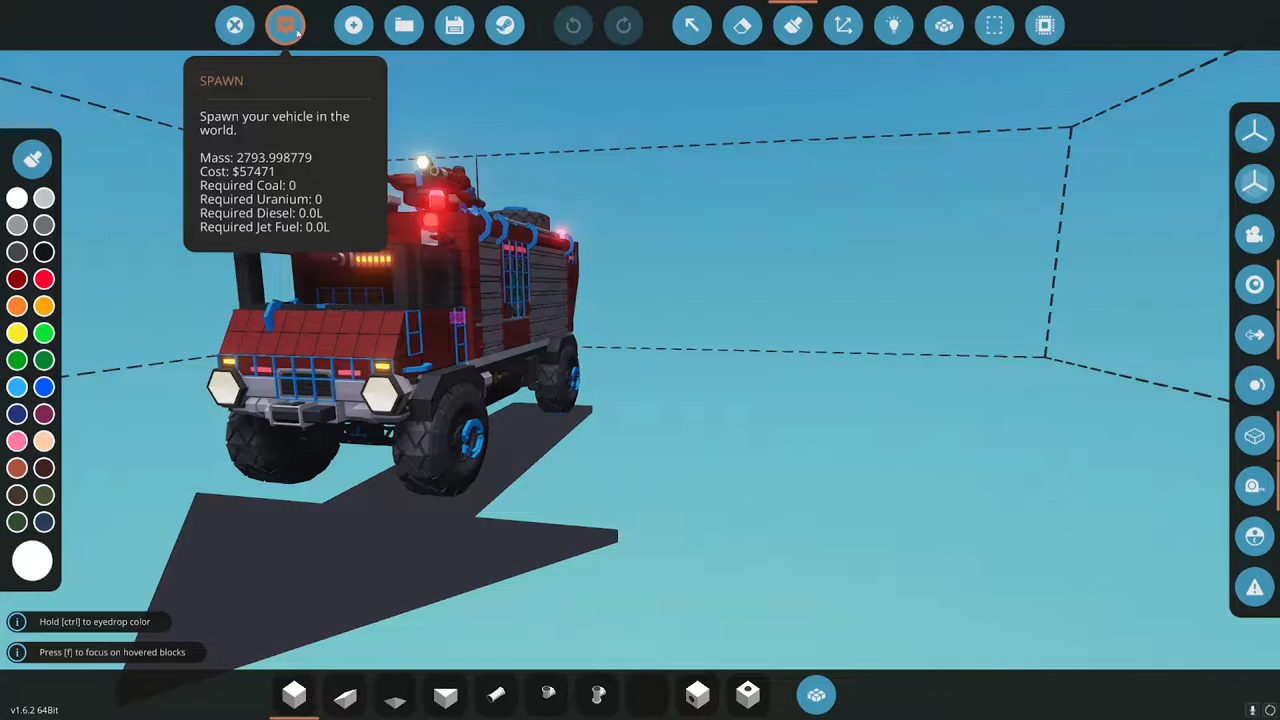 SPAWN
Spawn your vehicle in the
world.
Mass: 2793.998779
Cost: $57471
Required Coal: 0
Required Uranium: 0
Required Diesel: 0.0L
Required Jet Fuel: 0.0L
Hold [ctrl] to eyedrop color
Press [f] to focus on hovered blocks
v1.6.2 64Bit